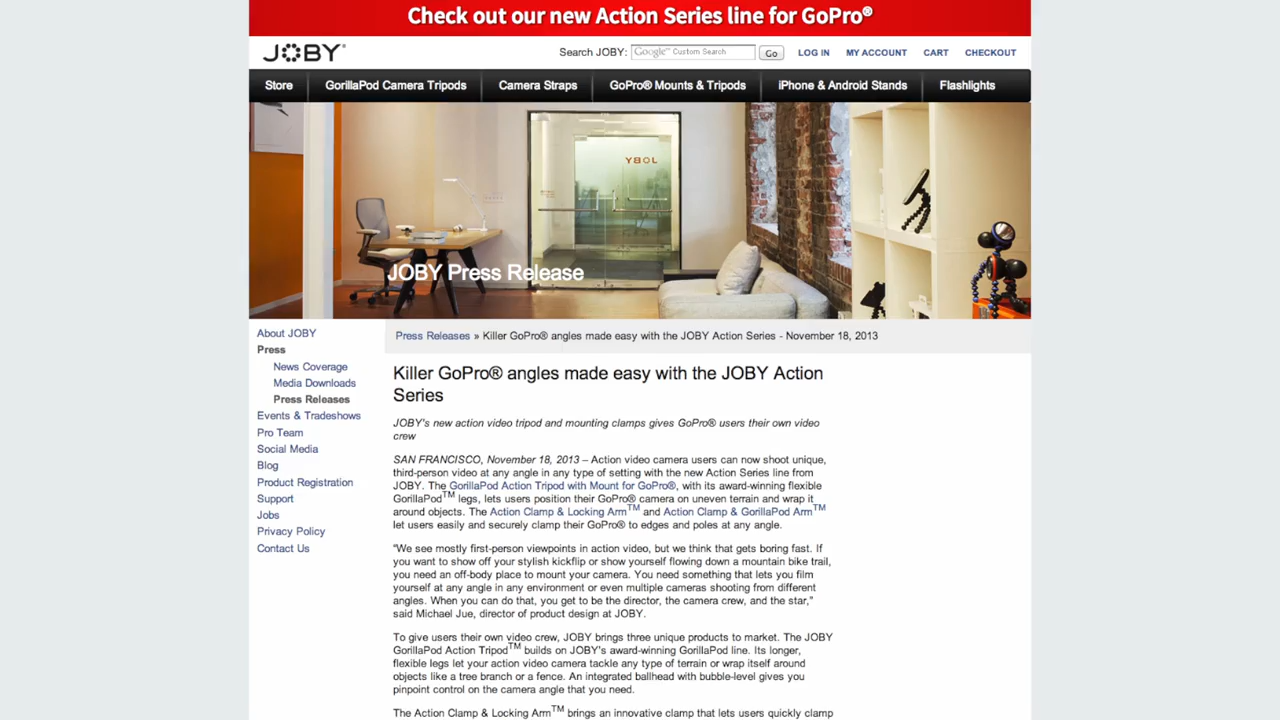 Check out our new Action Series line for GoPro®
JOBY®
Search JOBY:
Google™ Custom Search
Go
LOG IN
MY ACCOUNT
CART
CHECKOUT
Store
GorillaPod Camera Tripods
Camera Straps
GoPro® Mounts & Tripods
iPhone & Android Stands
Flashlights
JOBY
JOBY Press Release
About JOBY
Press
News Coverage
Media Downloads
Press Releases
Events & Tradeshows
Pro Team
Social Media
Blog
Product Registration
Support
Jobs
Privacy Policy
Contact Us
Press Releases » Killer GoPro® angles made easy with the JOBY Action Series - November 18, 2013
Killer GoPro® angles made easy with the JOBY Action
Series
JOBY's new action video tripod and mounting clamps gives GoPro® users their own video
crew
SAN FRANCISCO, November 18, 2013 – Action video camera users can now shoot unique,
third-person video at any angle in any type of setting with the new Action Series line from
JOBY. The GorillaPod Action Tripod with Mount for GoPro®, with its award-winning flexible
GorillaPod™ legs, lets users position their GoPro® camera on uneven terrain and wrap it
around objects. The Action Clamp & Locking Arm™ and Action Clamp & GorillaPod Arm™
let users easily and securely clamp their GoPro® to edges and poles at any angle.
"We see mostly first-person viewpoints in action video, but we think that gets boring fast. If
you want to show off your stylish kickflip or show yourself flowing down a mountain bike trail,
you need an off-body place to mount your camera. You need something that lets you film
yourself at any angle in any environment or even multiple cameras shooting from different
angles. When you can do that, you get to be the director, the camera crew, and the star,"
said Michael Jue, director of product design at JOBY.
To give users their own video crew, JOBY brings three unique products to market. The JOBY
GorillaPod Action Tripod™ builds on JOBY's award-winning GorillaPod line. Its longer,
flexible legs let your action video camera tackle any type of terrain or wrap itself around
objects like a tree branch or a fence. An integrated ballhead with bubble-level gives you
pinpoint control on the camera angle that you need.
The Action Clamp & Locking Arm™ brings an innovative clamp that lets users quickly clamp